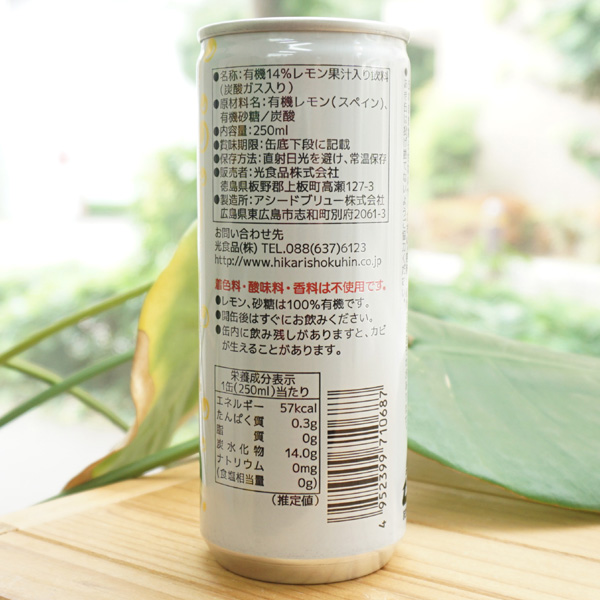 ●名称:有機14%レモン果汁入り飲料
(炭酸ガス入り)
●原材料名:有機レモン(スペイン)、
有機砂糖/炭酸
●内容量:250ml
●賞味期限:缶底下段に記載
●保存方法:直射日光を避け、常温保存
●販売者:光食品株式会社
徳島県板野郡上板町高瀬127-3
●製造所:アシードブリュー株式会社
広島県東広島市志和町別府2061-3
お問い合わせ先
光食品(株) TEL.088(637)6123
http://www.hikarishokuhin.co.jp
着色料・酸味料・香料は不使用です。
●レモン、砂糖は100%有機です。
●開缶後はすぐにお飲みください。
●缶内に飲み残しがありますと、カビ
が生えることがあります。
栄養成分表示
1缶(250ml)当たり
エネルギー 57kcal
たんぱく質 0.3g
脂質 0g
炭水化物 14.0g
ナトリウム 0mg
(食塩相当量 0g)
(推定値)
4952399710687